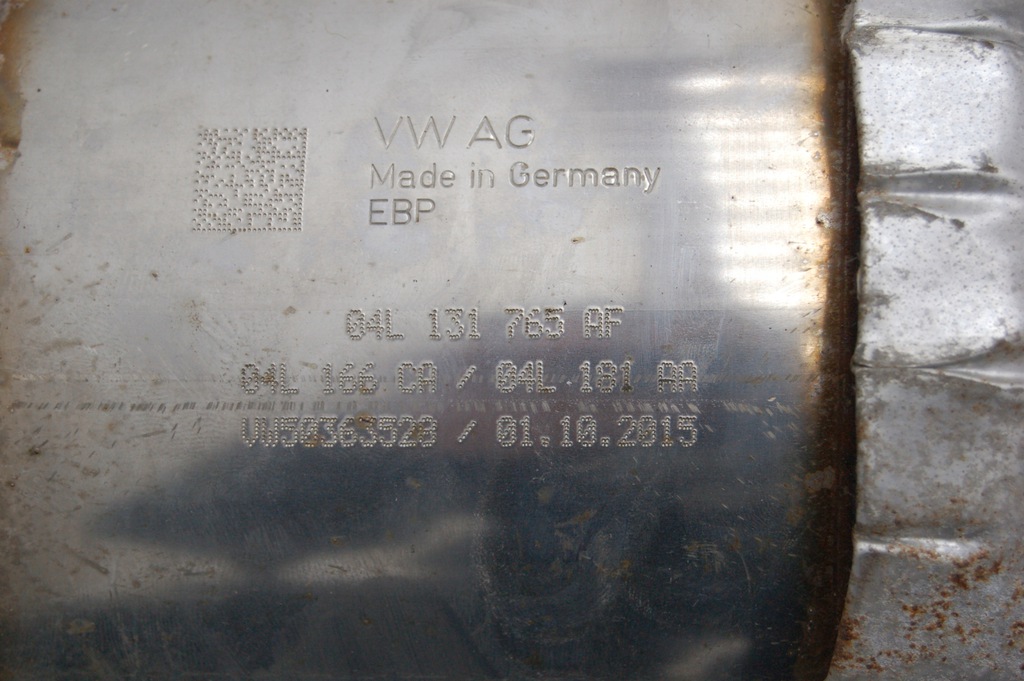 VW AG
Made in Germany
EBP
04L 131 765 AF
04L 166 CA / 04L 181 AA
VW50363528 / 01.10.2015